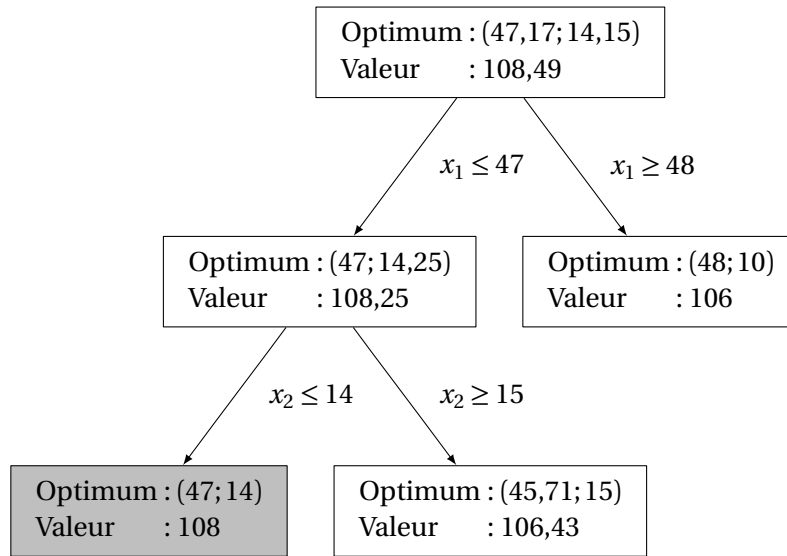 Optimum : (47,17; 14,15)
Valeur : 108,49
x₁ ≤ 47
x₁ ≥ 48
Optimum : (47; 14,25)
Valeur : 108,25
Optimum : (48; 10)
Valeur : 106
x₂ ≤ 14
x₂ ≥ 15
Optimum : (47; 14)
Valeur : 108
Optimum : (45,71; 15)
Valeur : 106,43